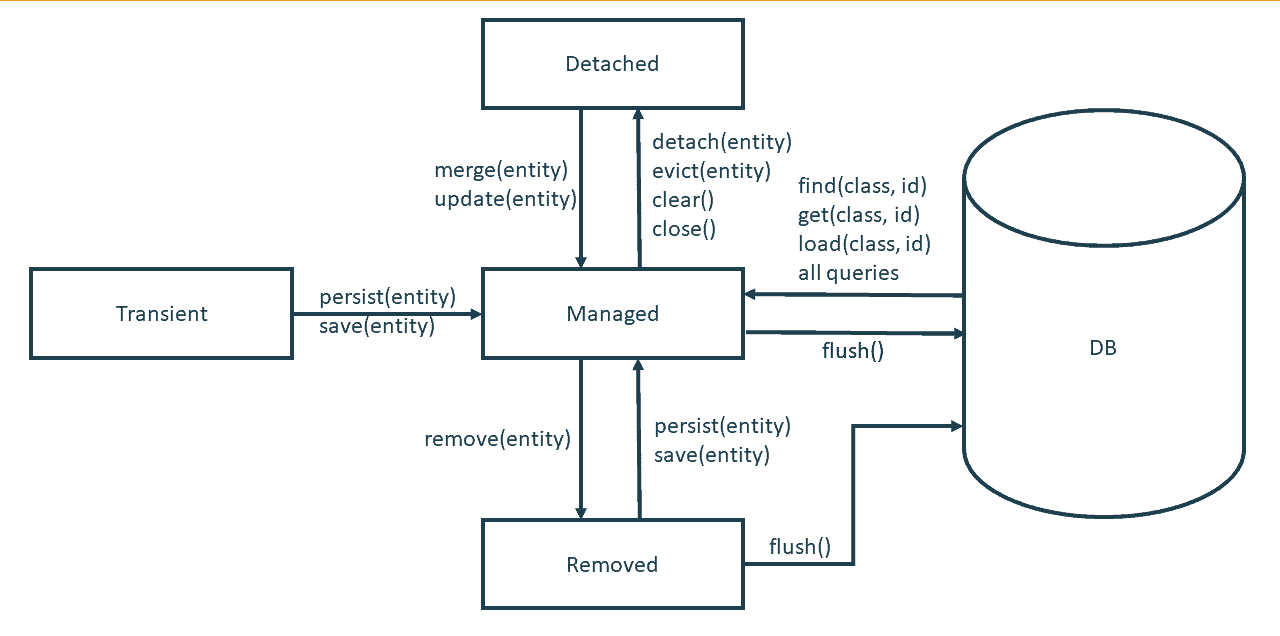 Detached
merge(entity)
update(entity)
detach(entity)
evict(entity)
clear()
close()
find(class, id)
get(class, id)
load(class, id)
all queries
Transient
persist(entity)
save(entity)
Managed
flush()
DB
remove(entity)
persist(entity)
save(entity)
Removed
flush()